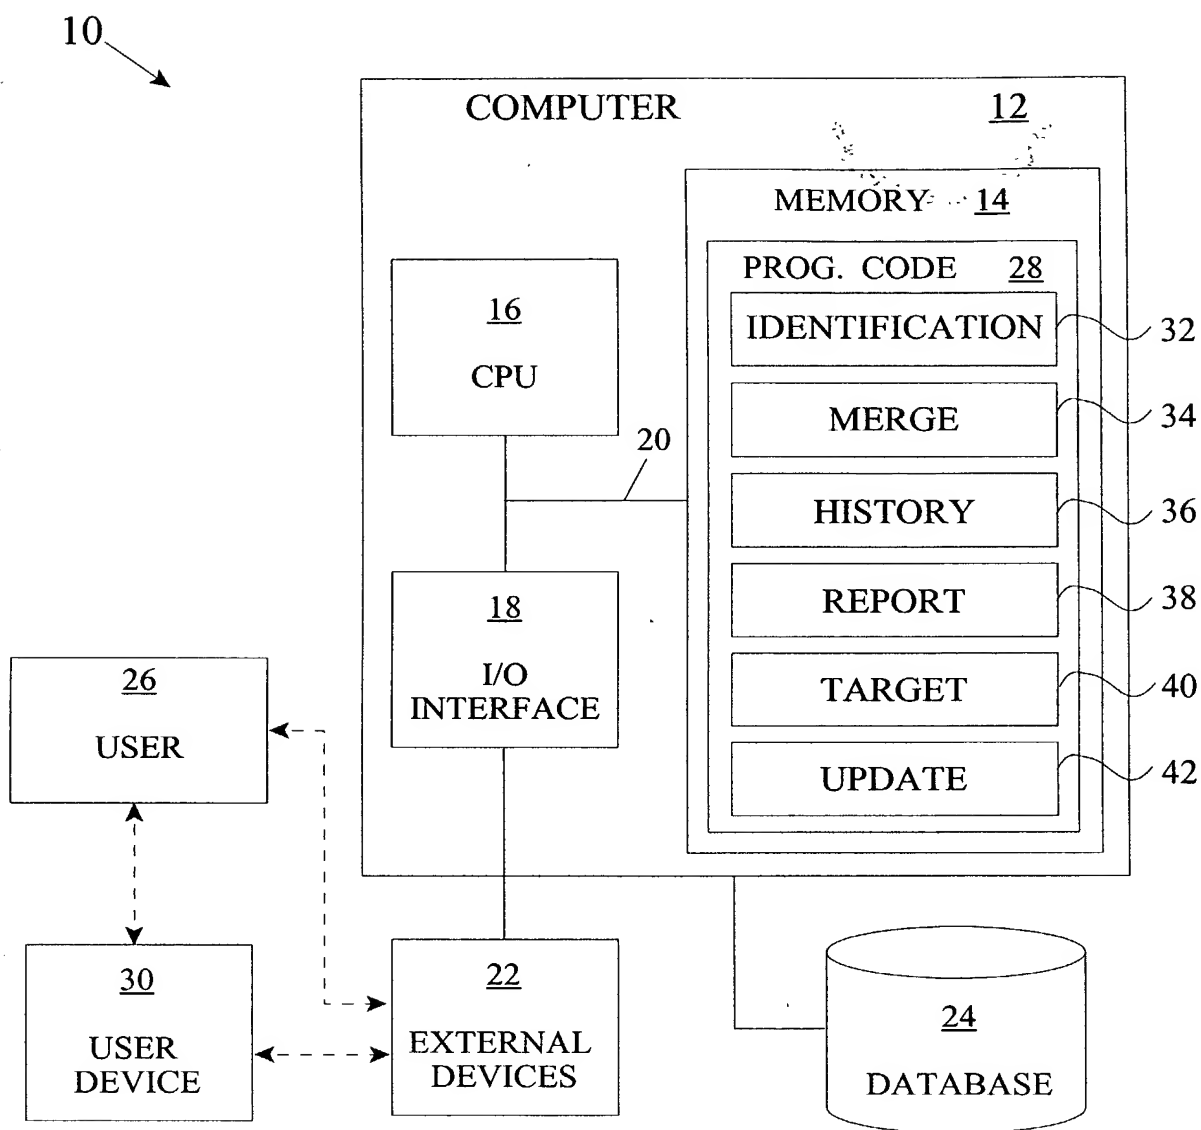 10
COMPUTER 12
MEMORY 14
PROG. CODE 28
IDENTIFICATION 32
MERGE 34
HISTORY 36
REPORT 38
TARGET 40
UPDATE 42
16
CPU
20
18
I/O
INTERFACE
26
USER
30
USER
DEVICE
22
EXTERNAL
DEVICES
24
DATABASE